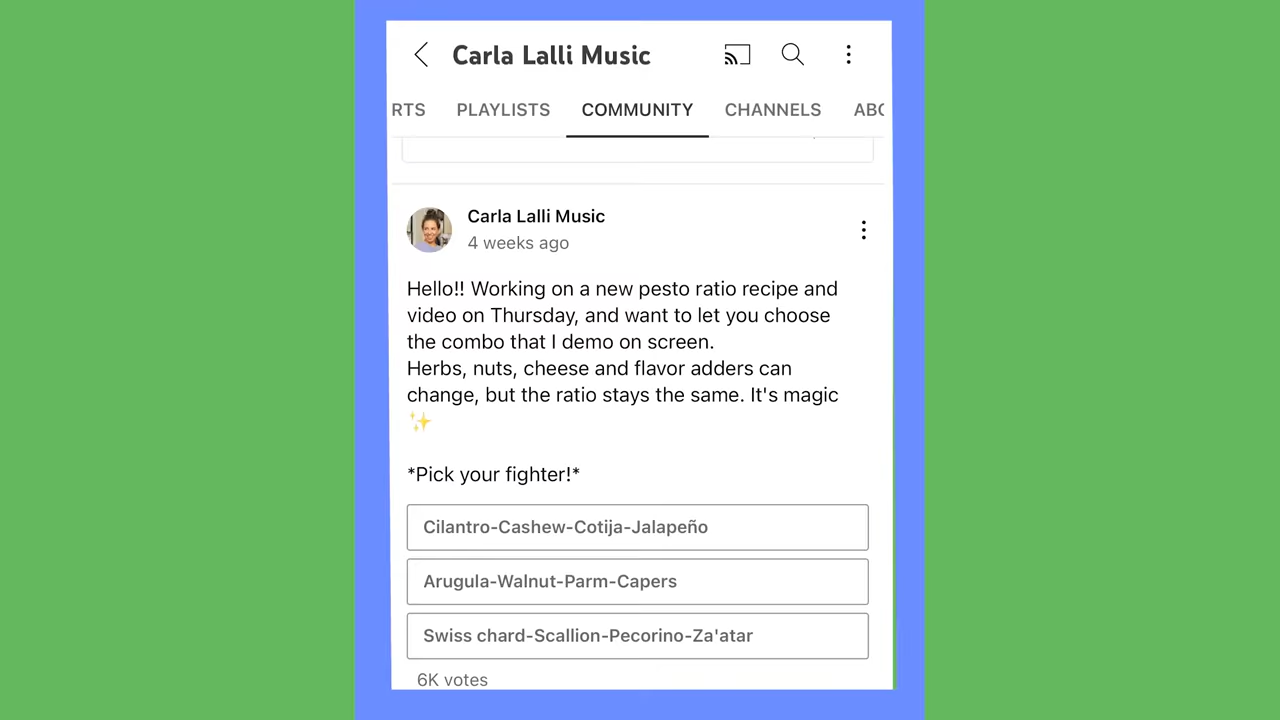 Carla Lalli Music
RTS PLAYLISTS COMMUNITY CHANNELS ABC
Carla Lalli Music
4 weeks ago
Hello!! Working on a new pesto ratio recipe and
video on Thursday, and want to let you choose
the combo that I demo on screen.
Herbs, nuts, cheese and flavor adders can
change, but the ratio stays the same. It's magic
✨
*Pick your fighter!*
Cilantro-Cashew-Cotija-Jalapeño
Arugula-Walnut-Parm-Capers
Swiss chard-Scallion-Pecorino-Za'atar
6K votes